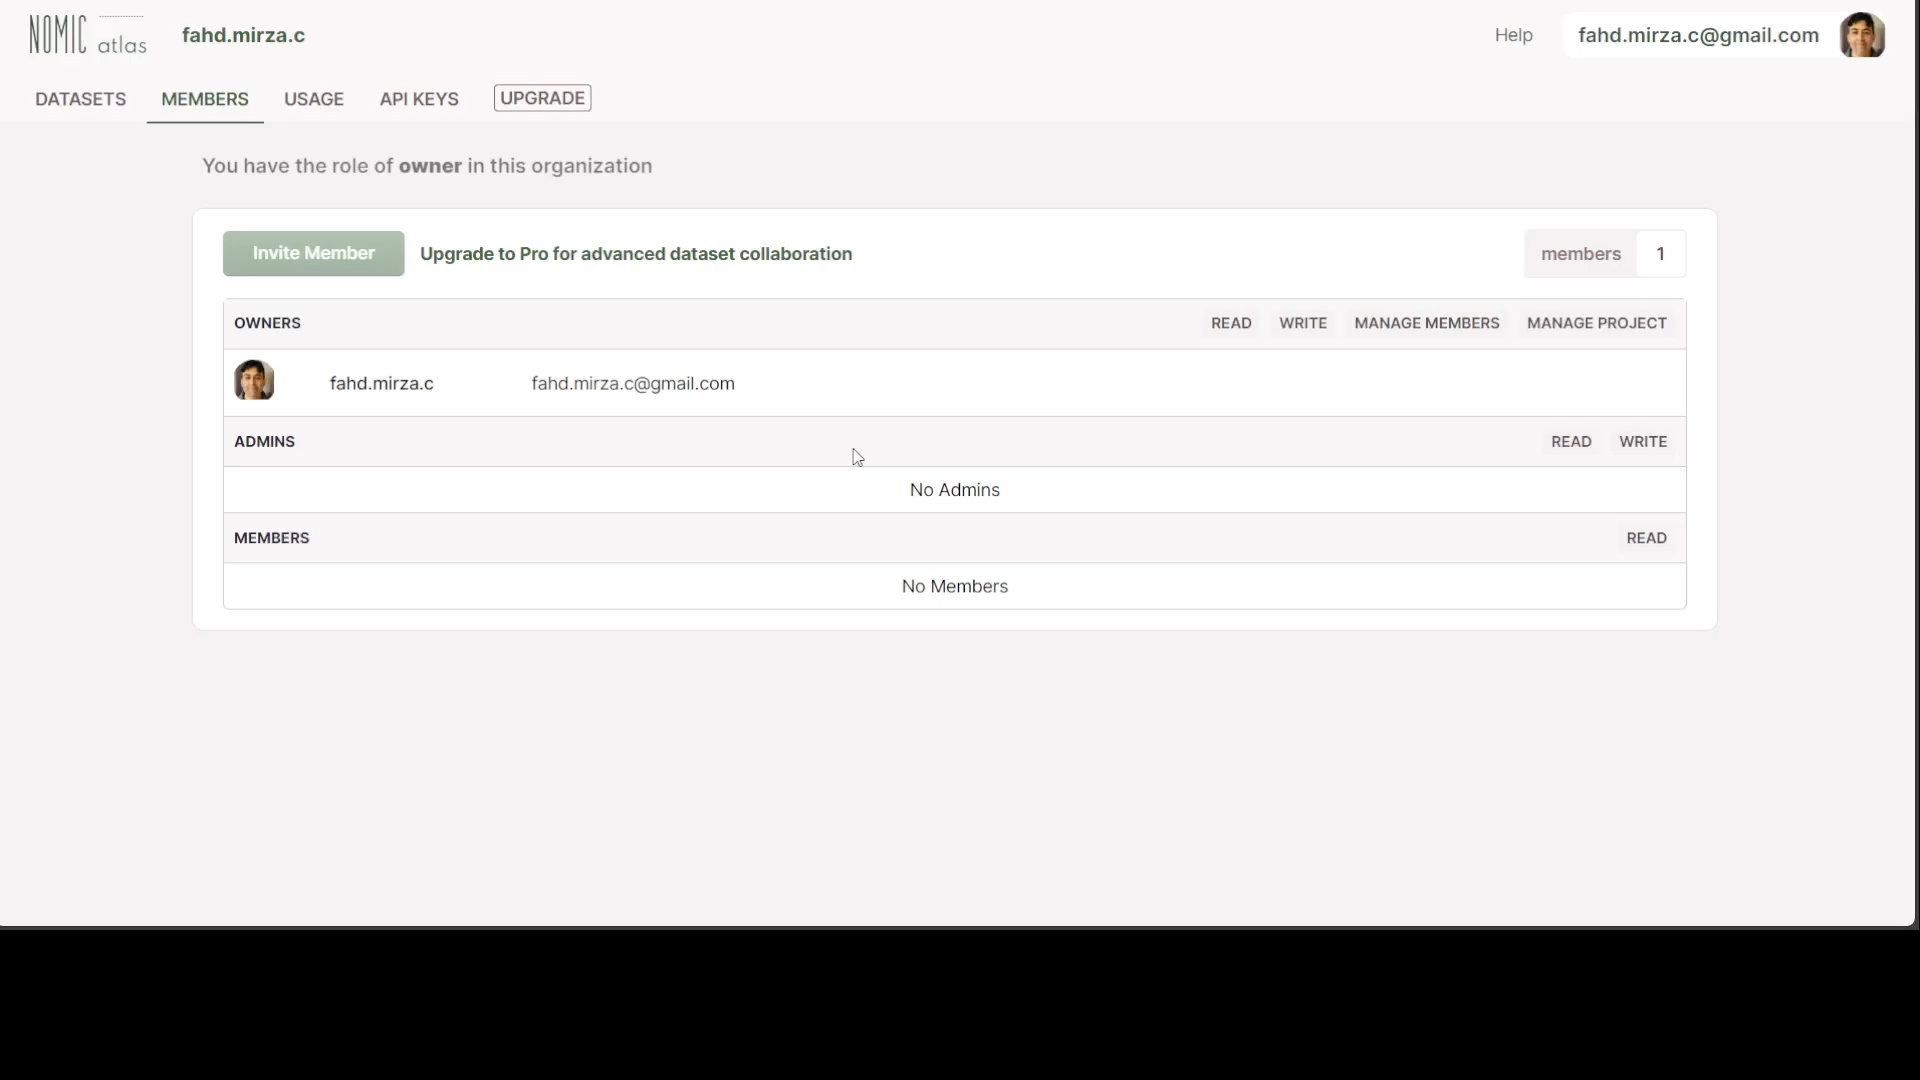 NOMIC atlas fahd.mirza.c Help fahd.mirza.c@gmail.com
DATASETS MEMBERS USAGE API KEYS UPGRADE
You have the role of owner in this organization
Invite Member Upgrade to Pro for advanced dataset collaboration members 1
OWNERS READ WRITE MANAGE MEMBERS MANAGE PROJECT
fahd.mirza.c fahd.mirza.c@gmail.com
ADMINS READ WRITE
No Admins
MEMBERS READ
No Members